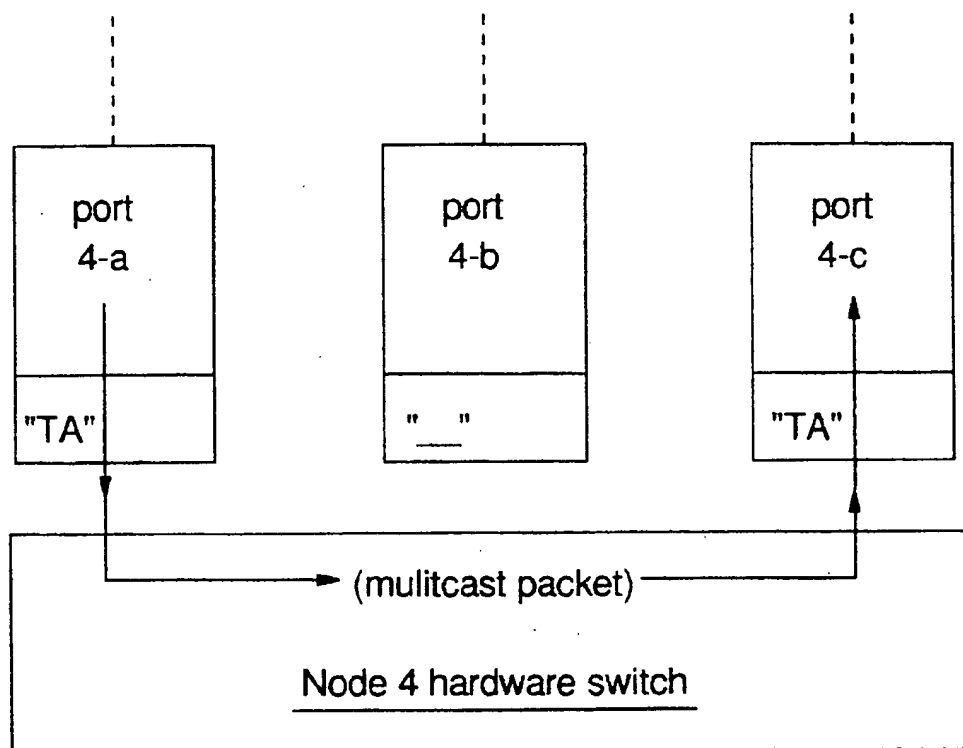 port
4-a
port
4-b
port
4-c
"TA"
"__"
"TA"
(mulitcast packet)
Node 4 hardware switch